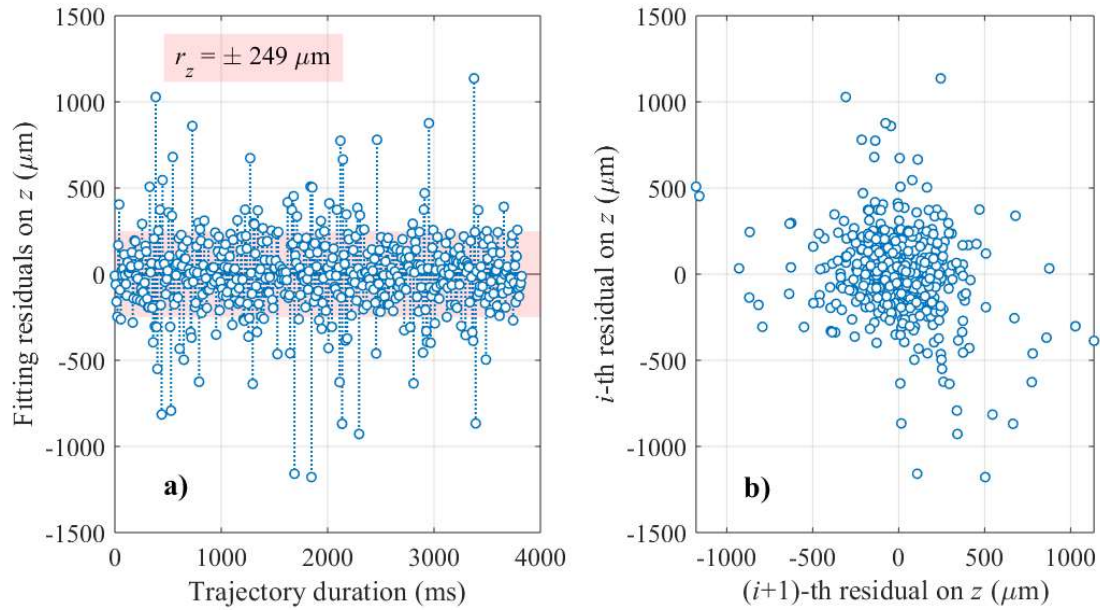 1500
1000
500
0
-500
-1000
-1500
Fitting residuals on z (μm)
r_z = ± 249 μm
a)
0 1000 2000 3000 4000
Trajectory duration (ms)
1500
1000
500
0
-500
-1000
-1500
i-th residual on z (μm)
b)
-1000 -500 0 500 1000
(i+1)-th residual on z (μm)